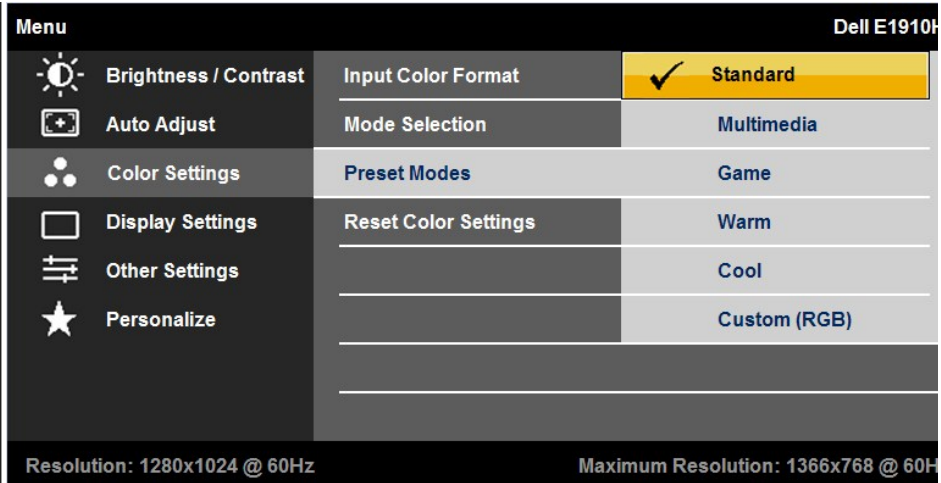 Menu Dell E1910H
Brightness / Contrast
Auto Adjust
Color Settings
Display Settings
Other Settings
Personalize
Input Color Format
Mode Selection
Preset Modes
Reset Color Settings
Standard
Multimedia
Game
Warm
Cool
Custom (RGB)
Resolution: 1280x1024 @ 60Hz Maximum Resolution: 1366x768 @ 60H